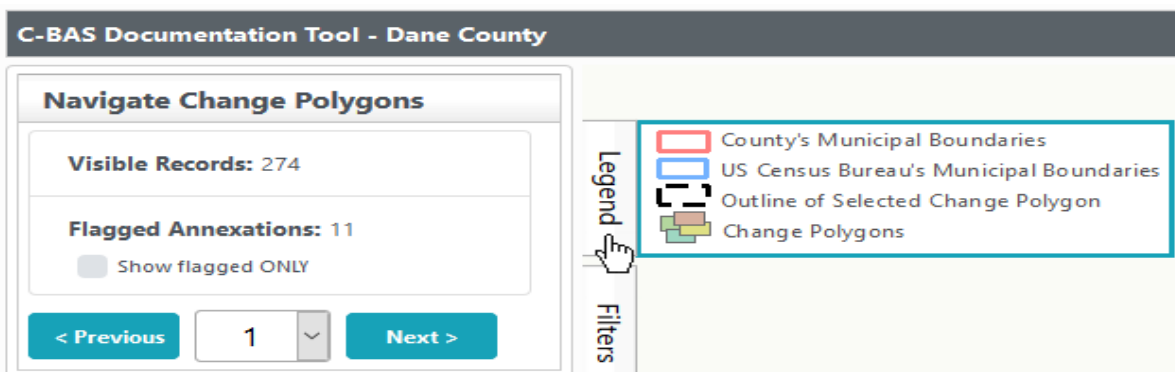 C-BAS Documentation Tool - Dane County
Navigate Change Polygons
Visible Records: 274
Flagged Annexations: 11
Show flagged ONLY
< Previous
1
Next >
Legend
Filters
County's Municipal Boundaries
US Census Bureau's Municipal Boundaries
Outline of Selected Change Polygon
Change Polygons